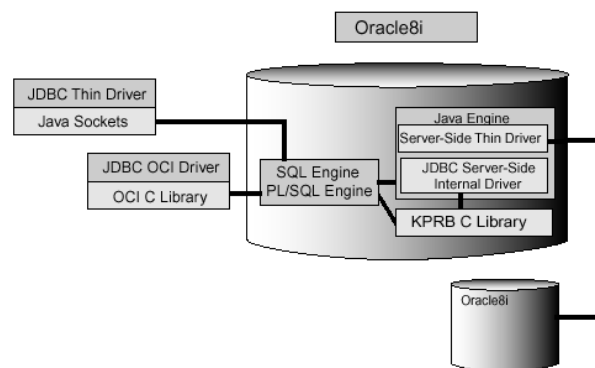 Oracle8i
JDBC Thin Driver
Java Sockets
JDBC OCI Driver
OCI C Library
SQL Engine
PL/SQL Engine
Java Engine
Server-Side Thin Driver
JDBC Server-Side
Internal Driver
KPRB C Library
Oracle8i